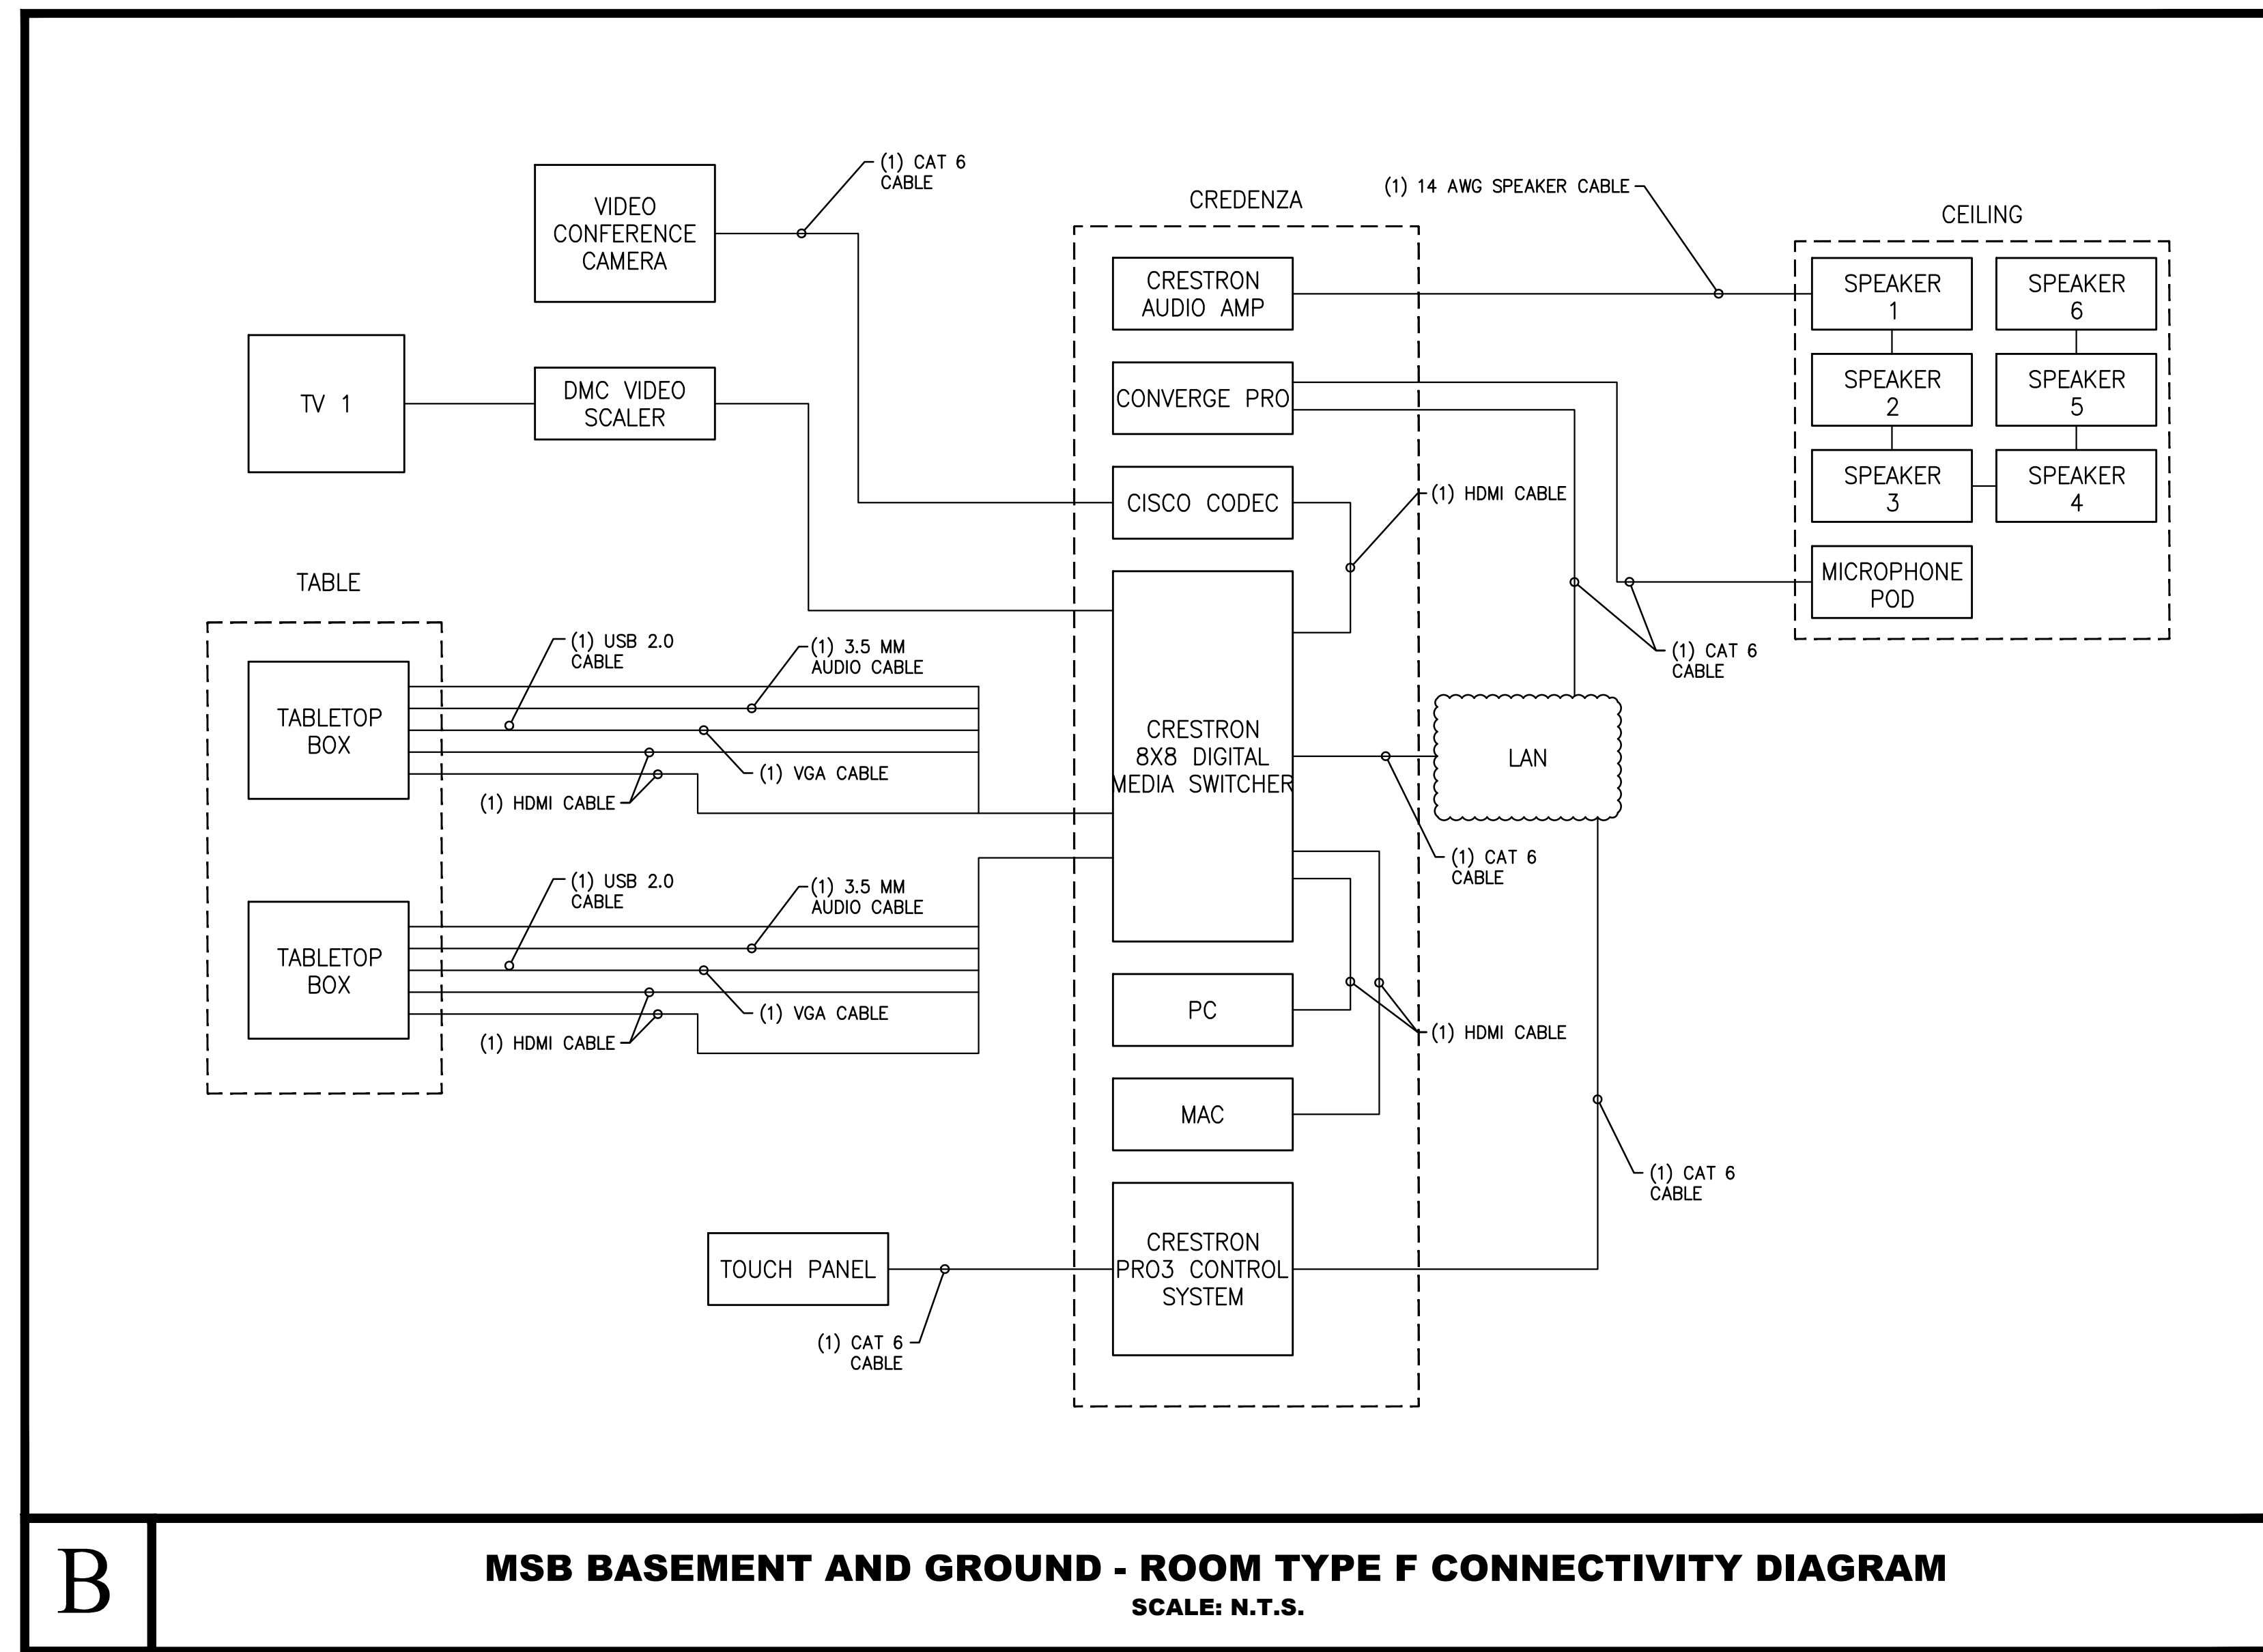 (1) CAT 6
CABLE
VIDEO
CONFERENCE
CAMERA
CREDENZA
(1) 14 AWG SPEAKER CABLE
CEILING
CRESTRON
AUDIO AMP
SPEAKER
1
SPEAKER
6
TV 1
DMC VIDEO
SCALER
CONVERGE PRO
SPEAKER
2
SPEAKER
5
CISCO CODEC
(1) HDMI CABLE
SPEAKER
3
SPEAKER
4
TABLE
MICROPHONE
POD
(1) USB 2.0
CABLE
(1) 3.5 MM
AUDIO CABLE
(1) CAT 6
CABLE
TABLETOP
BOX
(1) VGA CABLE
(1) HDMI CABLE
CRESTRON
8X8 DIGITAL
MEDIA SWITCHER
LAN
(1) CAT 6
CABLE
(1) USB 2.0
CABLE
(1) 3.5 MM
AUDIO CABLE
TABLETOP
BOX
(1) VGA CABLE
(1) HDMI CABLE
PC
(1) HDMI CABLE
MAC
(1) CAT 6
CABLE
TOUCH PANEL
CRESTRON
PRO3 CONTROL
SYSTEM
(1) CAT 6
CABLE
B
MSB BASEMENT AND GROUND - ROOM TYPE F CONNECTIVITY DIAGRAM
SCALE: N.T.S.